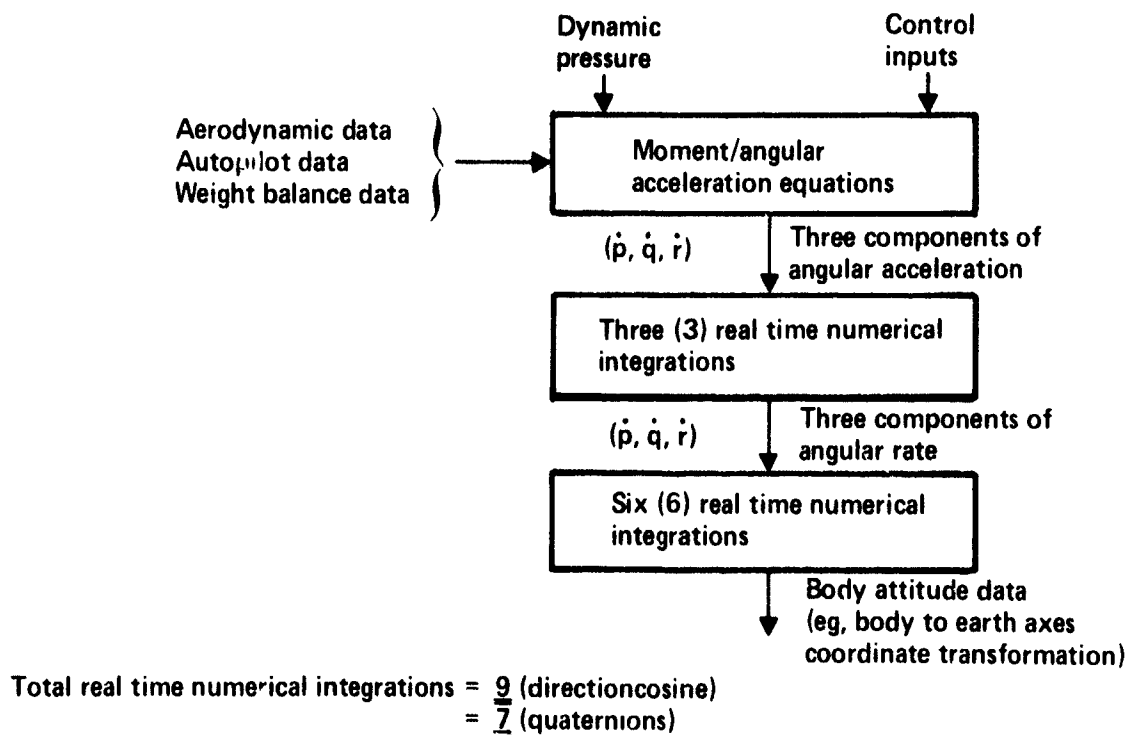 Dynamic
pressure
Control
inputs
Aerodynamic data
Autopilot data
Weight balance data
Moment/angular
acceleration equations
(ṗ, q̇, ṙ)
Three components of
angular acceleration
Three (3) real time numerical
integrations
(ṗ, q̇, ṙ)
Three components of
angular rate
Six (6) real time numerical
integrations
Body attitude data
(eg, body to earth axes
coordinate transformation)
Total real time numerical integrations = 9 (directioncosine)
= 7 (quaternions)